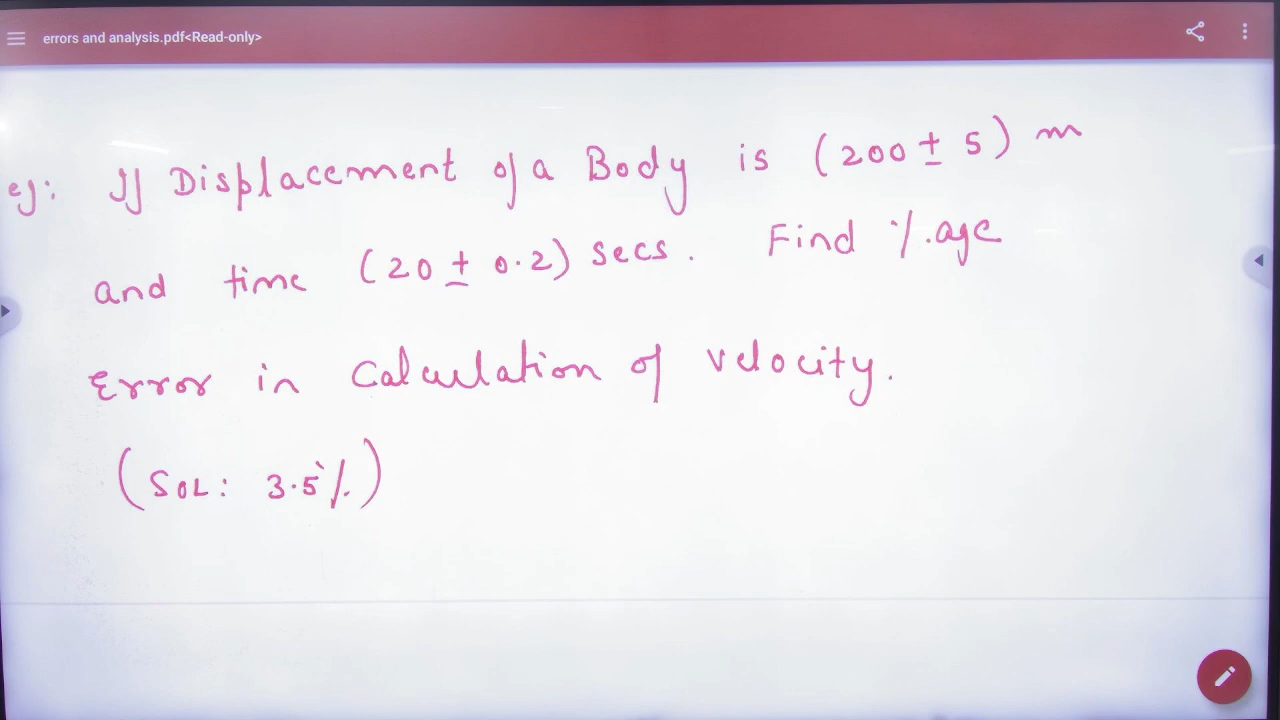 errors and analysis.pdf<Read-only>
eg: If Displacement of a Body is (200 ± 5) m
and time (20 ± 0.2) secs. Find %.age
Error in Calculation of velocity.
(SOL: 3.5%)